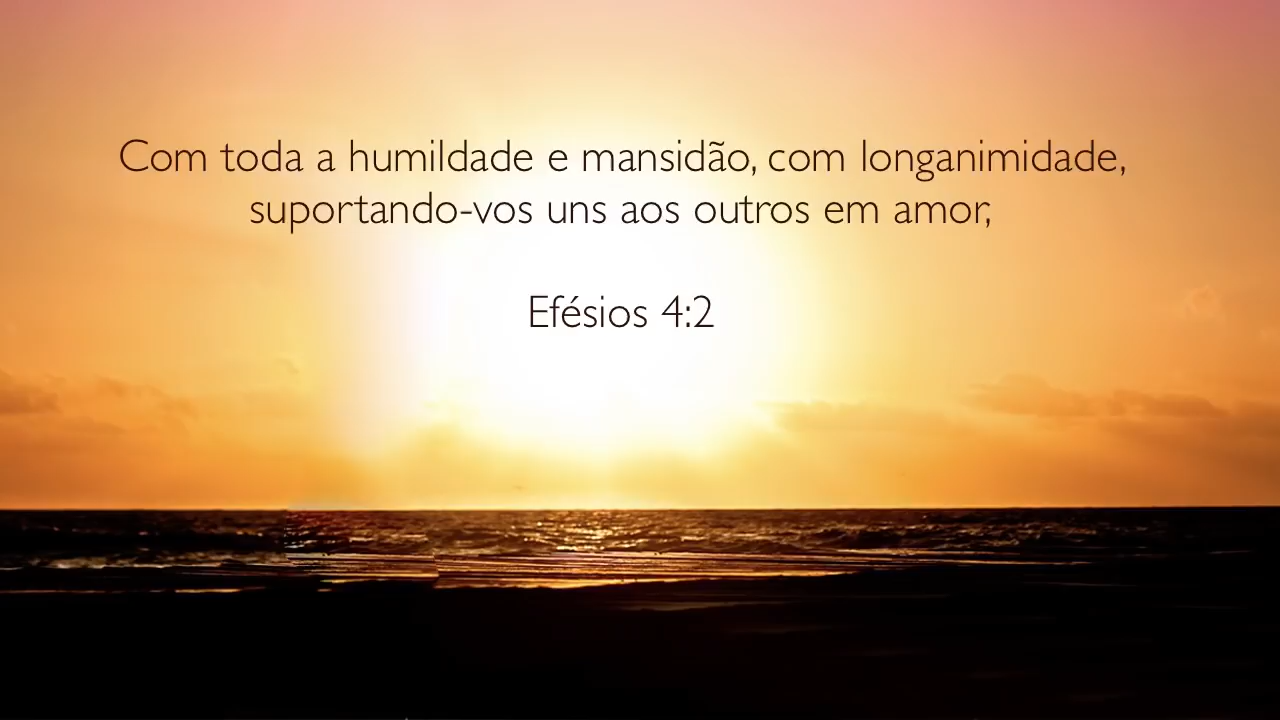 Com toda a humildade e mansidão, com longanimidade,
suportando-vos uns aos outros em amor,
Efésios 4:2